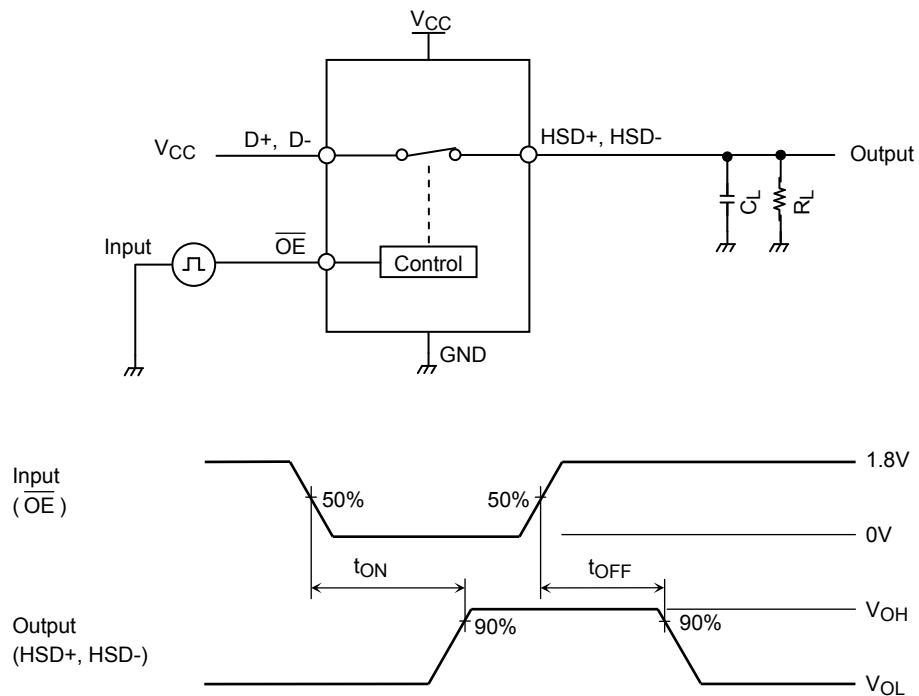 VCC
VCC
D+, D-
HSD+, HSD-
Output
CL
RL
Input
OE
Control
GND
Input
(OE)
50%
50%
1.8V
0V
tON
tOFF
Output
(HSD+, HSD-)
90%
90%
VOH
VOL